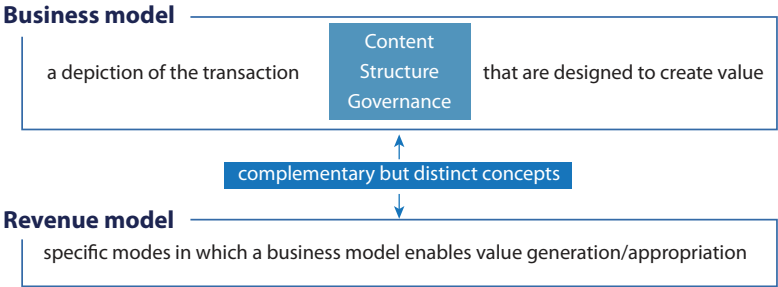 Business model
Content
a depiction of the transaction Structure that are designed to create value
Governance
complementary but distinct concepts
Revenue model
specific modes in which a business model enables value generation/appropriation